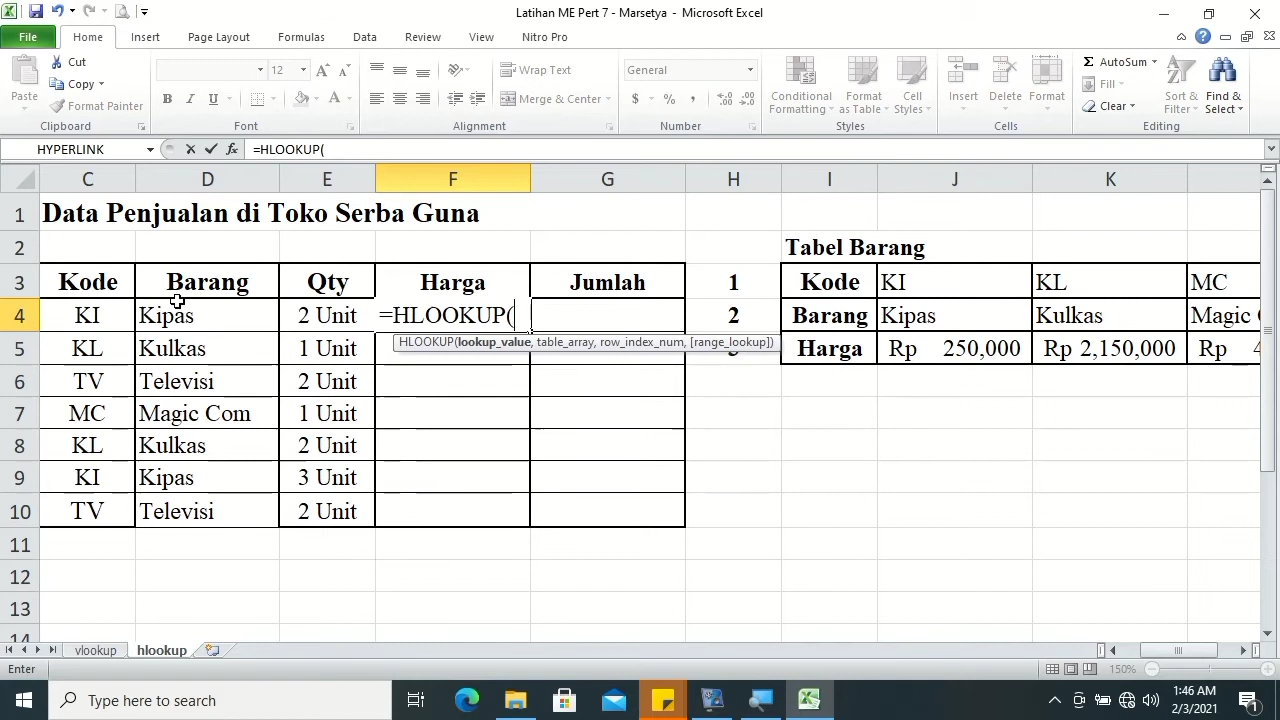 Latihan ME Pert 7 - Marsetya - Microsoft Excel
File Home Insert Page Layout Formulas Data Review View Nitro Pro
Paste Cut Copy Format Painter
12
Wrap Text Merge & Center
General
$ % ,
Conditional Formatting Format as Table Cell Styles
Insert Delete Format
AutoSum Fill Clear
Sort & Filter Find & Select
Clipboard Font Alignment Number Styles Cells Editing
HYPERLINK =HLOOKUP(
C D E F G H I J K
1 Data Penjualan di Toko Serba Guna
2 Tabel Barang
3 Kode Barang Qty Harga Jumlah 1 Kode KI KL MC
4 KI Kipas 2 Unit =HLOOKUP( 2 Barang Kipas Kulkas Magic
HLOOKUP(lookup_value, table_array, row_index_num, [range_lookup])
5 KL Kulkas 1 Unit Harga Rp 250,000 Rp 2,150,000 Rp 4
6 TV Televisi 2 Unit
7 MC Magic Com 1 Unit
8 KL Kulkas 2 Unit
9 KI Kipas 3 Unit
10 TV Televisi 2 Unit
11
12
13
14
vlookup hlookup
Enter 150%
Type here to search
1:46 AM
2/3/2021
1